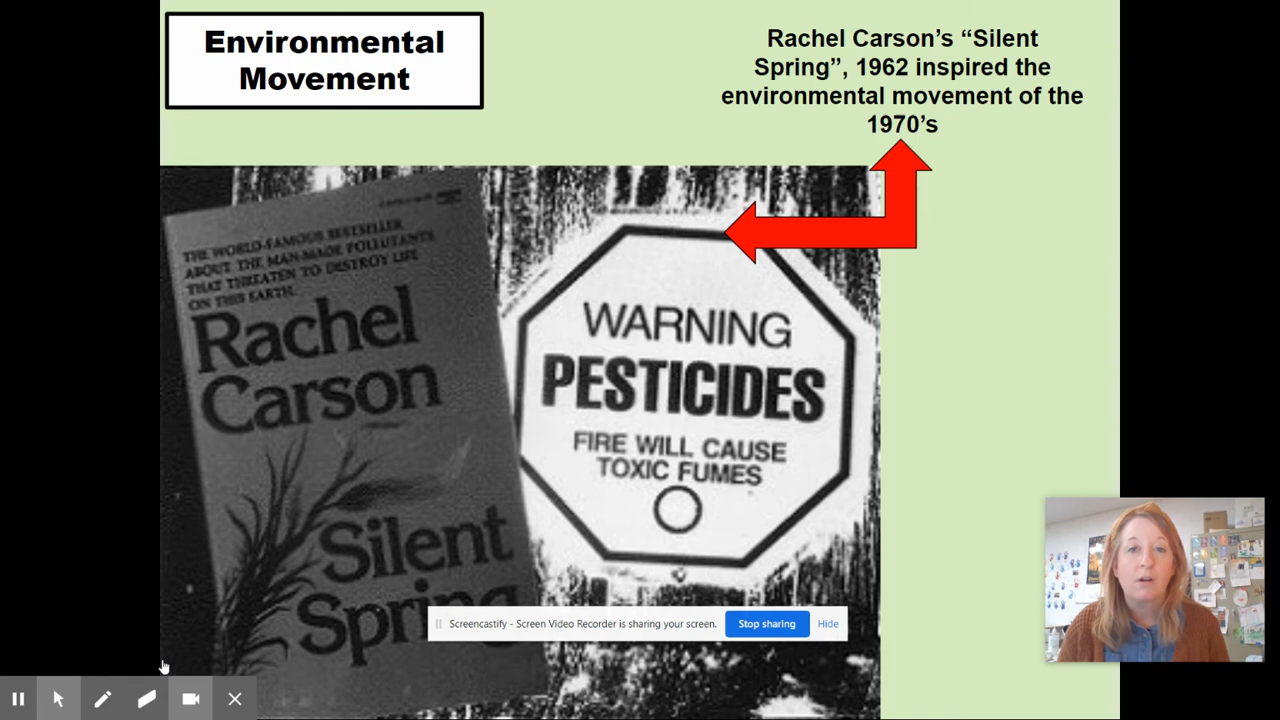 Environmental
Movement
Rachel Carson’s “Silent
Spring”, 1962 inspired the
environmental movement of the
1970’s
THE WORLD-FAMOUS BESTSELLER
ABOUT THE MAN-MADE POLLUTANTS
THAT THREATEN TO DESTROY LIFE
ON THIS EARTH.
Rachel
Carson
Silent
Spring
WARNING
PESTICIDES
FIRE WILL CAUSE
TOXIC FUMES
Screencastify - Screen Video Recorder is sharing your screen.
Stop sharing
Hide